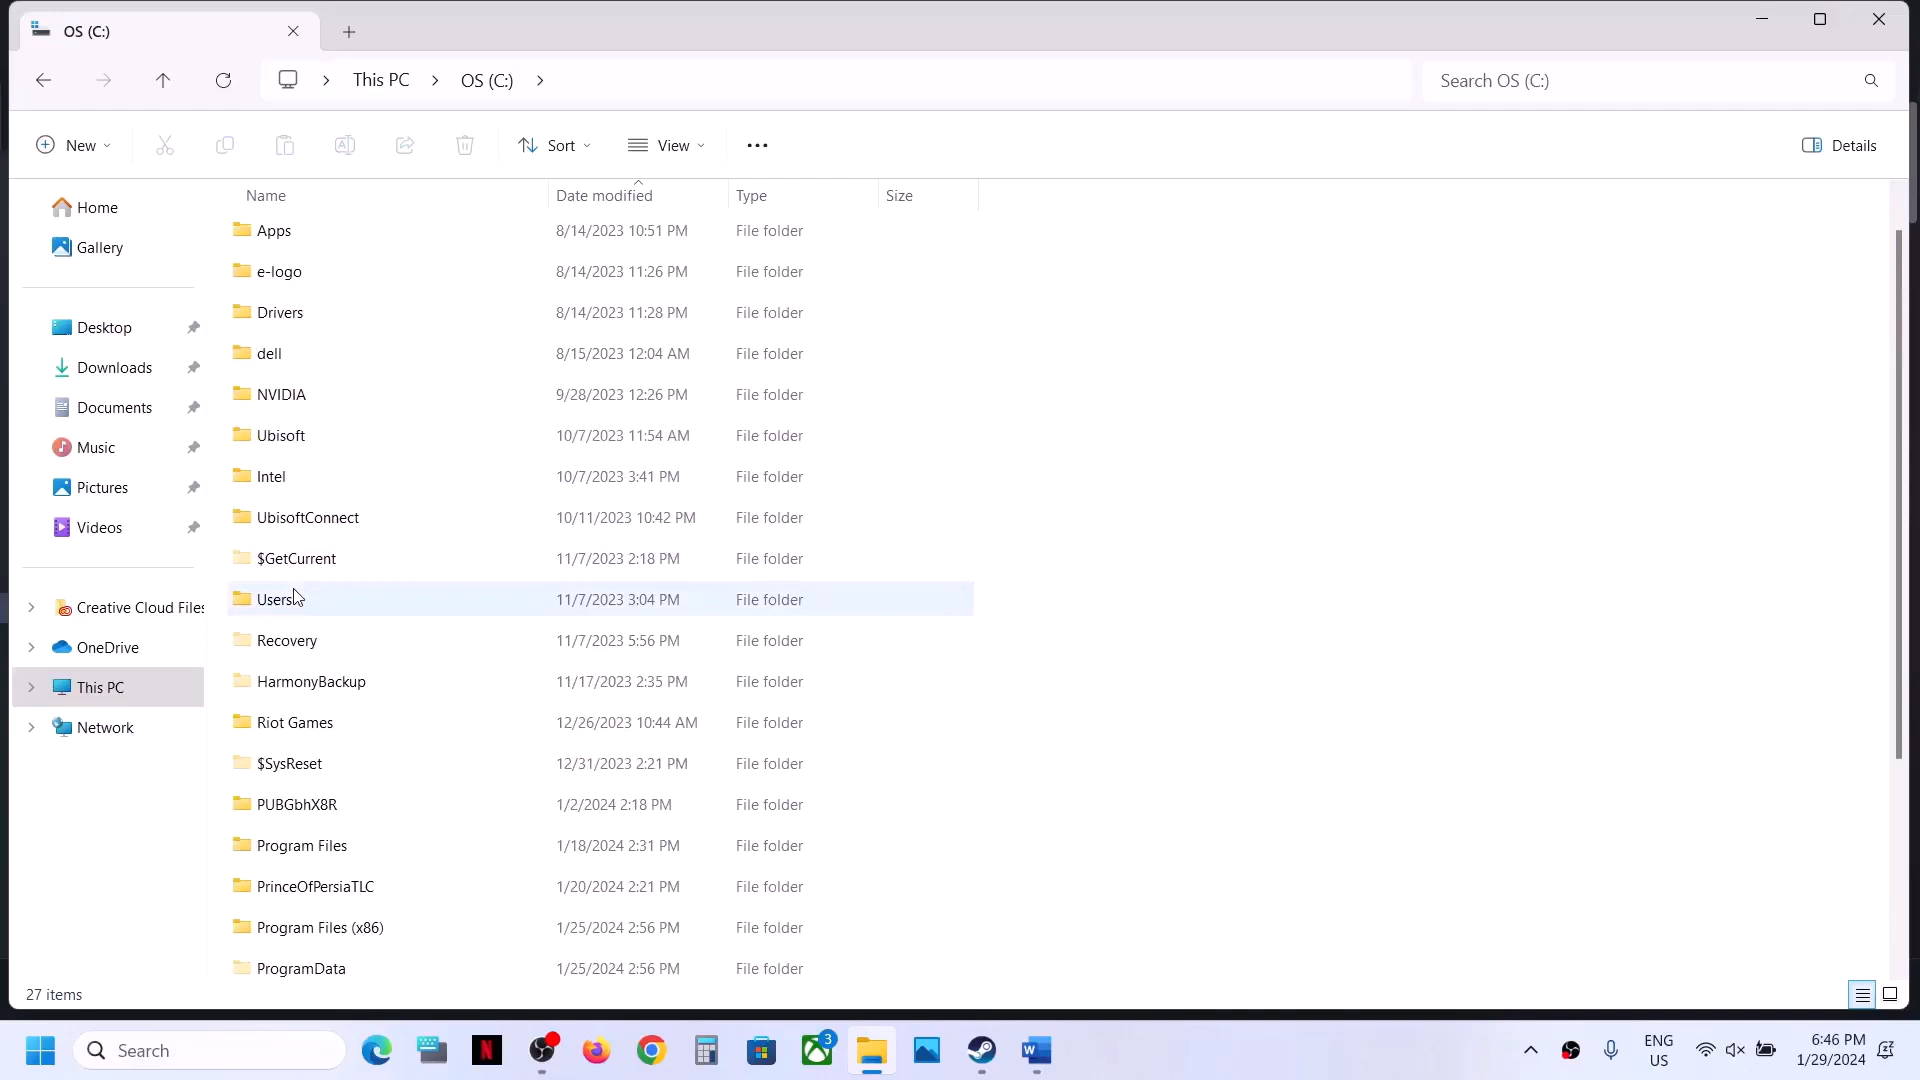 OS (C:)
This PC
OS (C:)
Search OS (C:)
New
Sort
View
Details
Name
Date modified
Type
Size
Home
Gallery
Desktop
Downloads
Documents
Music
Pictures
Videos
Creative Cloud Files
OneDrive
This PC
Network
Apps 8/14/2023 10:51 PM File folder
e-logo 8/14/2023 11:26 PM File folder
Drivers 8/14/2023 11:28 PM File folder
dell 8/15/2023 12:04 AM File folder
NVIDIA 9/28/2023 12:26 PM File folder
Ubisoft 10/7/2023 11:54 AM File folder
Intel 10/7/2023 3:41 PM File folder
UbisoftConnect 10/11/2023 10:42 PM File folder
$GetCurrent 11/7/2023 2:18 PM File folder
Users 11/7/2023 3:04 PM File folder
Recovery 11/7/2023 5:56 PM File folder
HarmonyBackup 11/17/2023 2:35 PM File folder
Riot Games 12/26/2023 10:44 AM File folder
$SysReset 12/31/2023 2:21 PM File folder
PUBGbhX8R 1/2/2024 2:18 PM File folder
Program Files 1/18/2024 2:31 PM File folder
PrinceOfPersiaTLC 1/20/2024 2:21 PM File folder
Program Files (x86) 1/25/2024 2:56 PM File folder
ProgramData 1/25/2024 2:56 PM File folder
27 items
Search
N
3
W
ENG
US
6:46 PM
1/29/2024